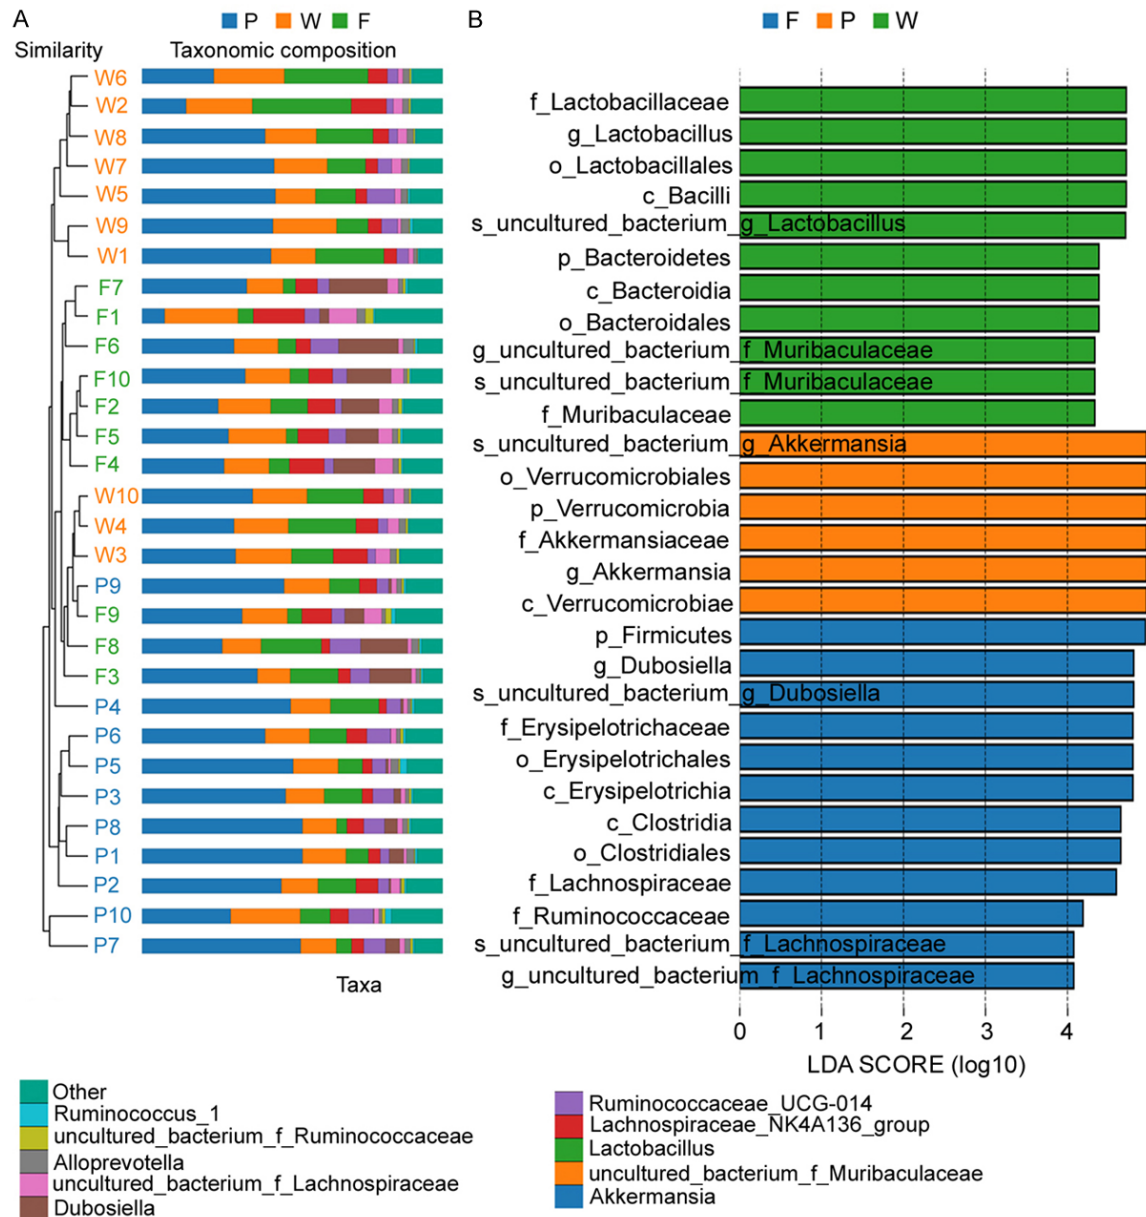 A
P W F
Similarity
Taxonomic composition
W6
W2
W8
W7
W5
W9
W1
F7
F1
F6
F10
F2
F5
F4
W10
W4
W3
P9
F9
F8
F3
P4
P6
P5
P3
P8
P1
P2
P10
P7
Taxa
B
F P W
f_Lactobacillaceae
g_Lactobacillus
o_Lactobacillales
c_Bacilli
s_uncultured_bacterium_g_Lactobacillus
p_Bacteroidetes
c_Bacteroidia
o_Bacteroidales
g_uncultured_bacterium_f_Muribaculaceae
s_uncultured_bacterium_f_Muribaculaceae
f_Muribaculaceae
s_uncultured_bacterium_g_Akkermansia
o_Verrucomicrobiales
p_Verrucomicrobia
f_Akkermansiaceae
g_Akkermansia
c_Verrucomicrobiae
p_Firmicutes
g_Dubosiella
s_uncultured_bacterium_g_Dubosiella
f_Erysipelotrichaceae
o_Erysipelotrichales
c_Erysipelotrichia
c_Clostridia
o_Clostridiales
f_Lachnospiraceae
f_Ruminococcaceae
s_uncultured_bacterium_f_Lachnospiraceae
g_uncultured_bacterium_f_Lachnospiraceae
0 1 2 3 4
LDA SCORE (log10)
Other
Ruminococcus_1
uncultured_bacterium_f_Ruminococcaceae
Alloprevotella
uncultured_bacterium_f_Lachnospiraceae
Dubosiella
Ruminococcaceae_UCG-014
Lachnospiraceae_NK4A136_group
Lactobacillus
uncultured_bacterium_f_Muribaculaceae
Akkermansia